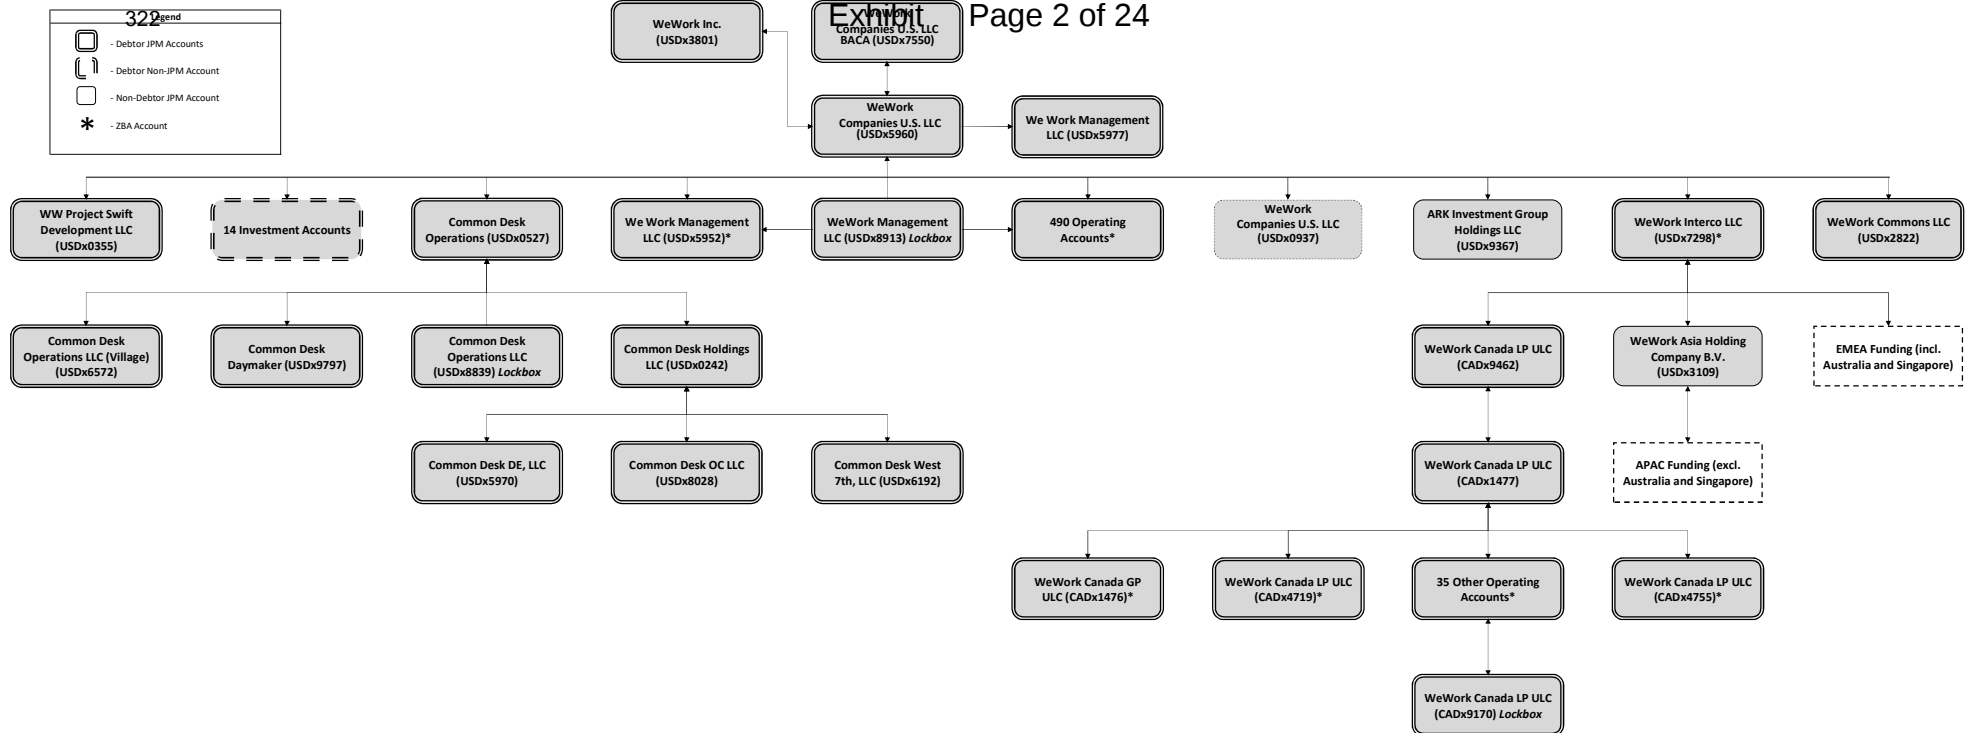 322
Exhibit Page 2 of 24
Legend
- Debtor JPM Accounts
- Debtor Non-JPM Account
- Non-Debtor JPM Account
* - ZBA Account
WeWork Inc.
(USDx3801)
WeWork
Companies U.S. LLC
BACA (USDx7550)
WeWork
Companies U.S. LLC
(USDx5960)
We Work Management
LLC (USDx5977)
WW Project Swift
Development LLC
(USDx0355)
14 Investment Accounts
Common Desk
Operations (USDx0527)
We Work Management
LLC (USDx5952)*
WeWork Management
LLC (USDx8913) Lockbox
490 Operating
Accounts*
WeWork
Companies U.S. LLC
(USDx0937)
ARK Investment Group
Holdings LLC
(USDx9367)
WeWork Interco LLC
(USDx7298)*
WeWork Commons LLC
(USDx2822)
Common Desk
Operations LLC (Village)
(USDx6572)
Common Desk
Daymaker (USDx9797)
Common Desk
Operations LLC
(USDx8839) Lockbox
Common Desk Holdings
LLC (USDx0242)
WeWork Canada LP ULC
(CADx9462)
WeWork Asia Holding
Company B.V.
(USDx3109)
EMEA Funding (incl.
Australia and Singapore)
Common Desk DE, LLC
(USDx5970)
Common Desk OC LLC
(USDx8028)
Common Desk West
7th, LLC (USDx6192)
WeWork Canada LP ULC
(CADx1477)
APAC Funding (excl.
Australia and Singapore)
WeWork Canada GP
ULC (CADx1476)*
WeWork Canada LP ULC
(CADx4719)*
35 Other Operating
Accounts*
WeWork Canada LP ULC
(CADx4755)*
WeWork Canada LP ULC
(CADx9170) Lockbox